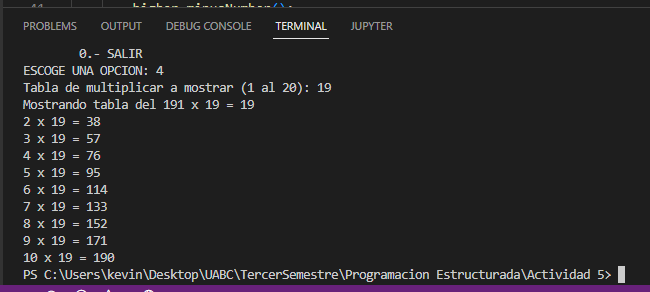 PROBLEMS OUTPUT DEBUG CONSOLE TERMINAL JUPYTER
0.- SALIR
ESCOGE UNA OPCION: 4
Tabla de multiplicar a mostrar (1 al 20): 19
Mostrando tabla del 191 x 19 = 19
2 x 19 = 38
3 x 19 = 57
4 x 19 = 76
5 x 19 = 95
6 x 19 = 114
7 x 19 = 133
8 x 19 = 152
9 x 19 = 171
10 x 19 = 190
PS C:\Users\kevin\Desktop\UABC\TercerSemestre\Programacion Estructurada\Actividad 5>